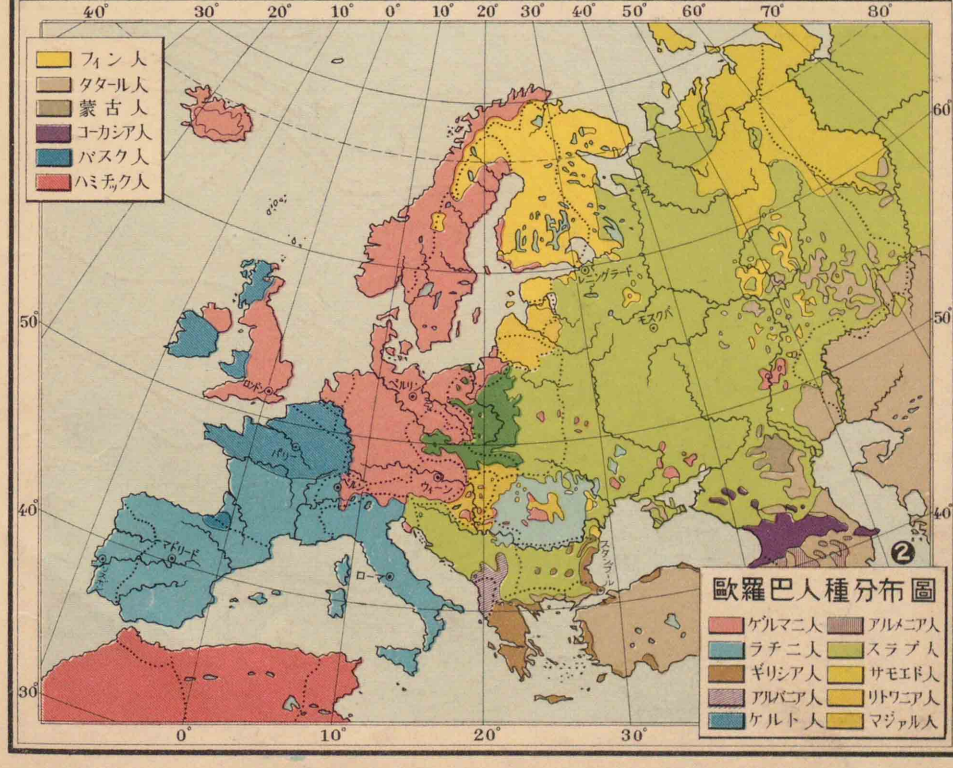 40° 30° 20° 10° 0° 10° 20° 30° 40° 50° 60° 70° 80°
フィン人
タタール人
蒙古人
コーカシア人
バスク人
ハミチック人
60°
50°
50°
40°
40°
30°
レニングラード
モスクバ
ロンドン
ベルリン
パリー
ウィーン
マドリード
ローマ
スタンブール
2
歐羅巴人種分布圖
ゲルマニ人
ラチニ人
ギリシア人
アルバニア人
ケルト人
アルメニア人
スラブ人
サモエド人
リトワニア人
マジァル人
0° 10° 20° 30°